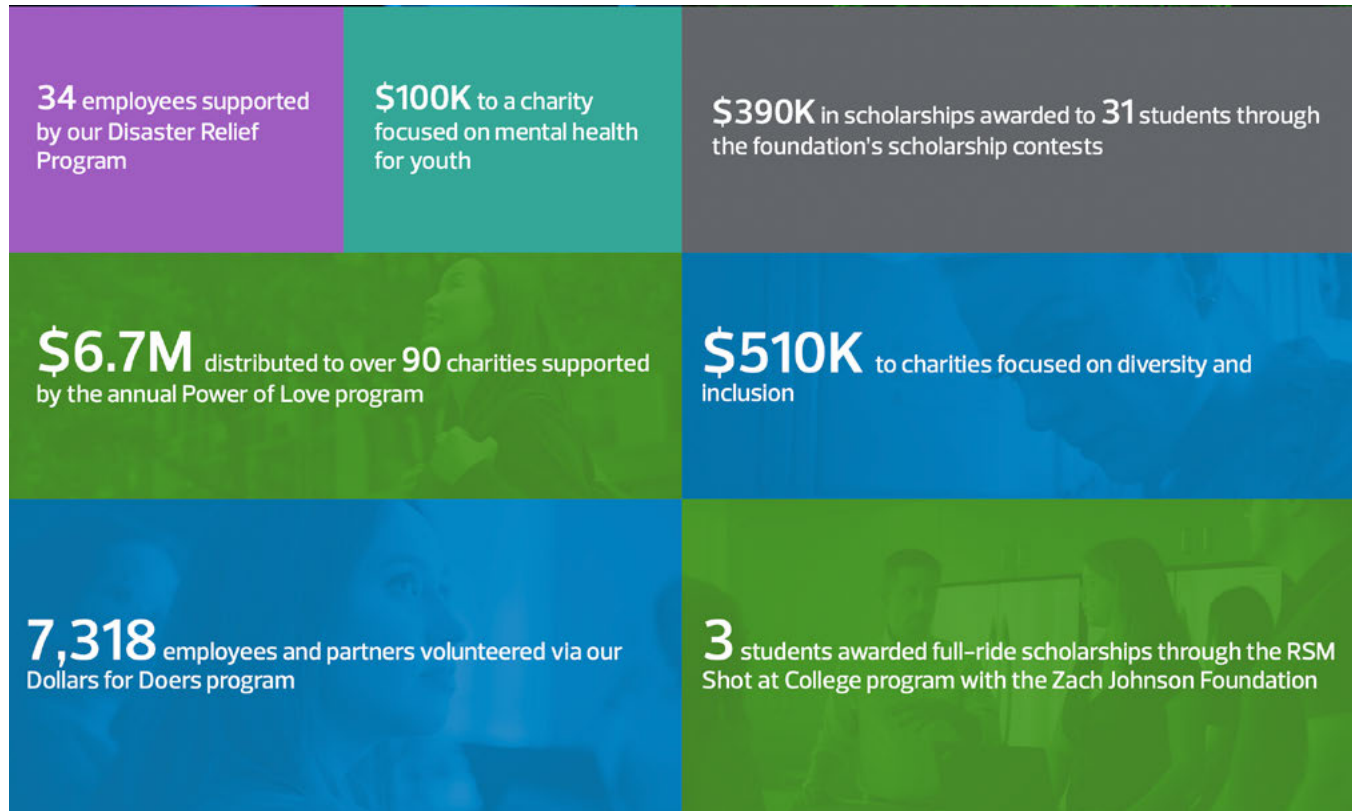 34 employees supported
by our Disaster Relief
Program
$100K to a charity
focused on mental health
for youth
$390K in scholarships awarded to 31 students through
the foundation's scholarship contests
$6.7M distributed to over 90 charities supported
by the annual Power of Love program
$510K to charities focused on diversity and
inclusion
7,318 employees and partners volunteered via our
Dollars for Doers program
3 students awarded full-ride scholarships through the RSM
Shot at College program with the Zach Johnson Foundation